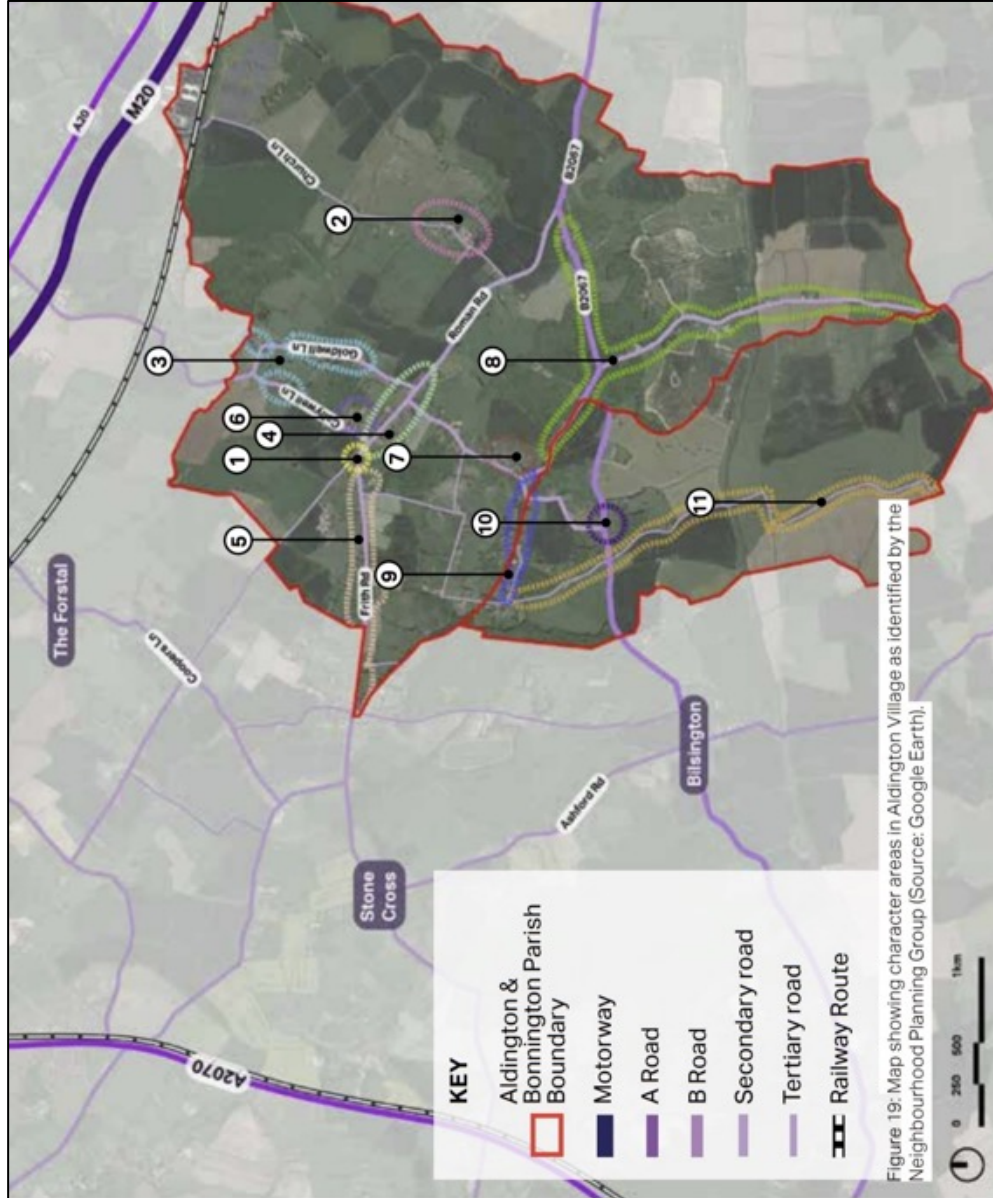 A20
M20
The Forstal
Coopers Ln
Church Ln
3
2
Goldwell Ln
Ln
6
4
1
7
5
Frith Rd
Roman Rd
Stone
Cross
A2070
B2067
B2067
8
10
9
11
Ashford Rd
Bilsington
KEY
Aldington &
Bonnington Parish
Boundary
Motorway
A Road
B Road
Secondary road
Tertiary road
Railway Route
Figure 19: Map showing character areas in Aldington Village as identified by the
Neighbourhood Planning Group (Source: Google Earth).
0 250 500 1km